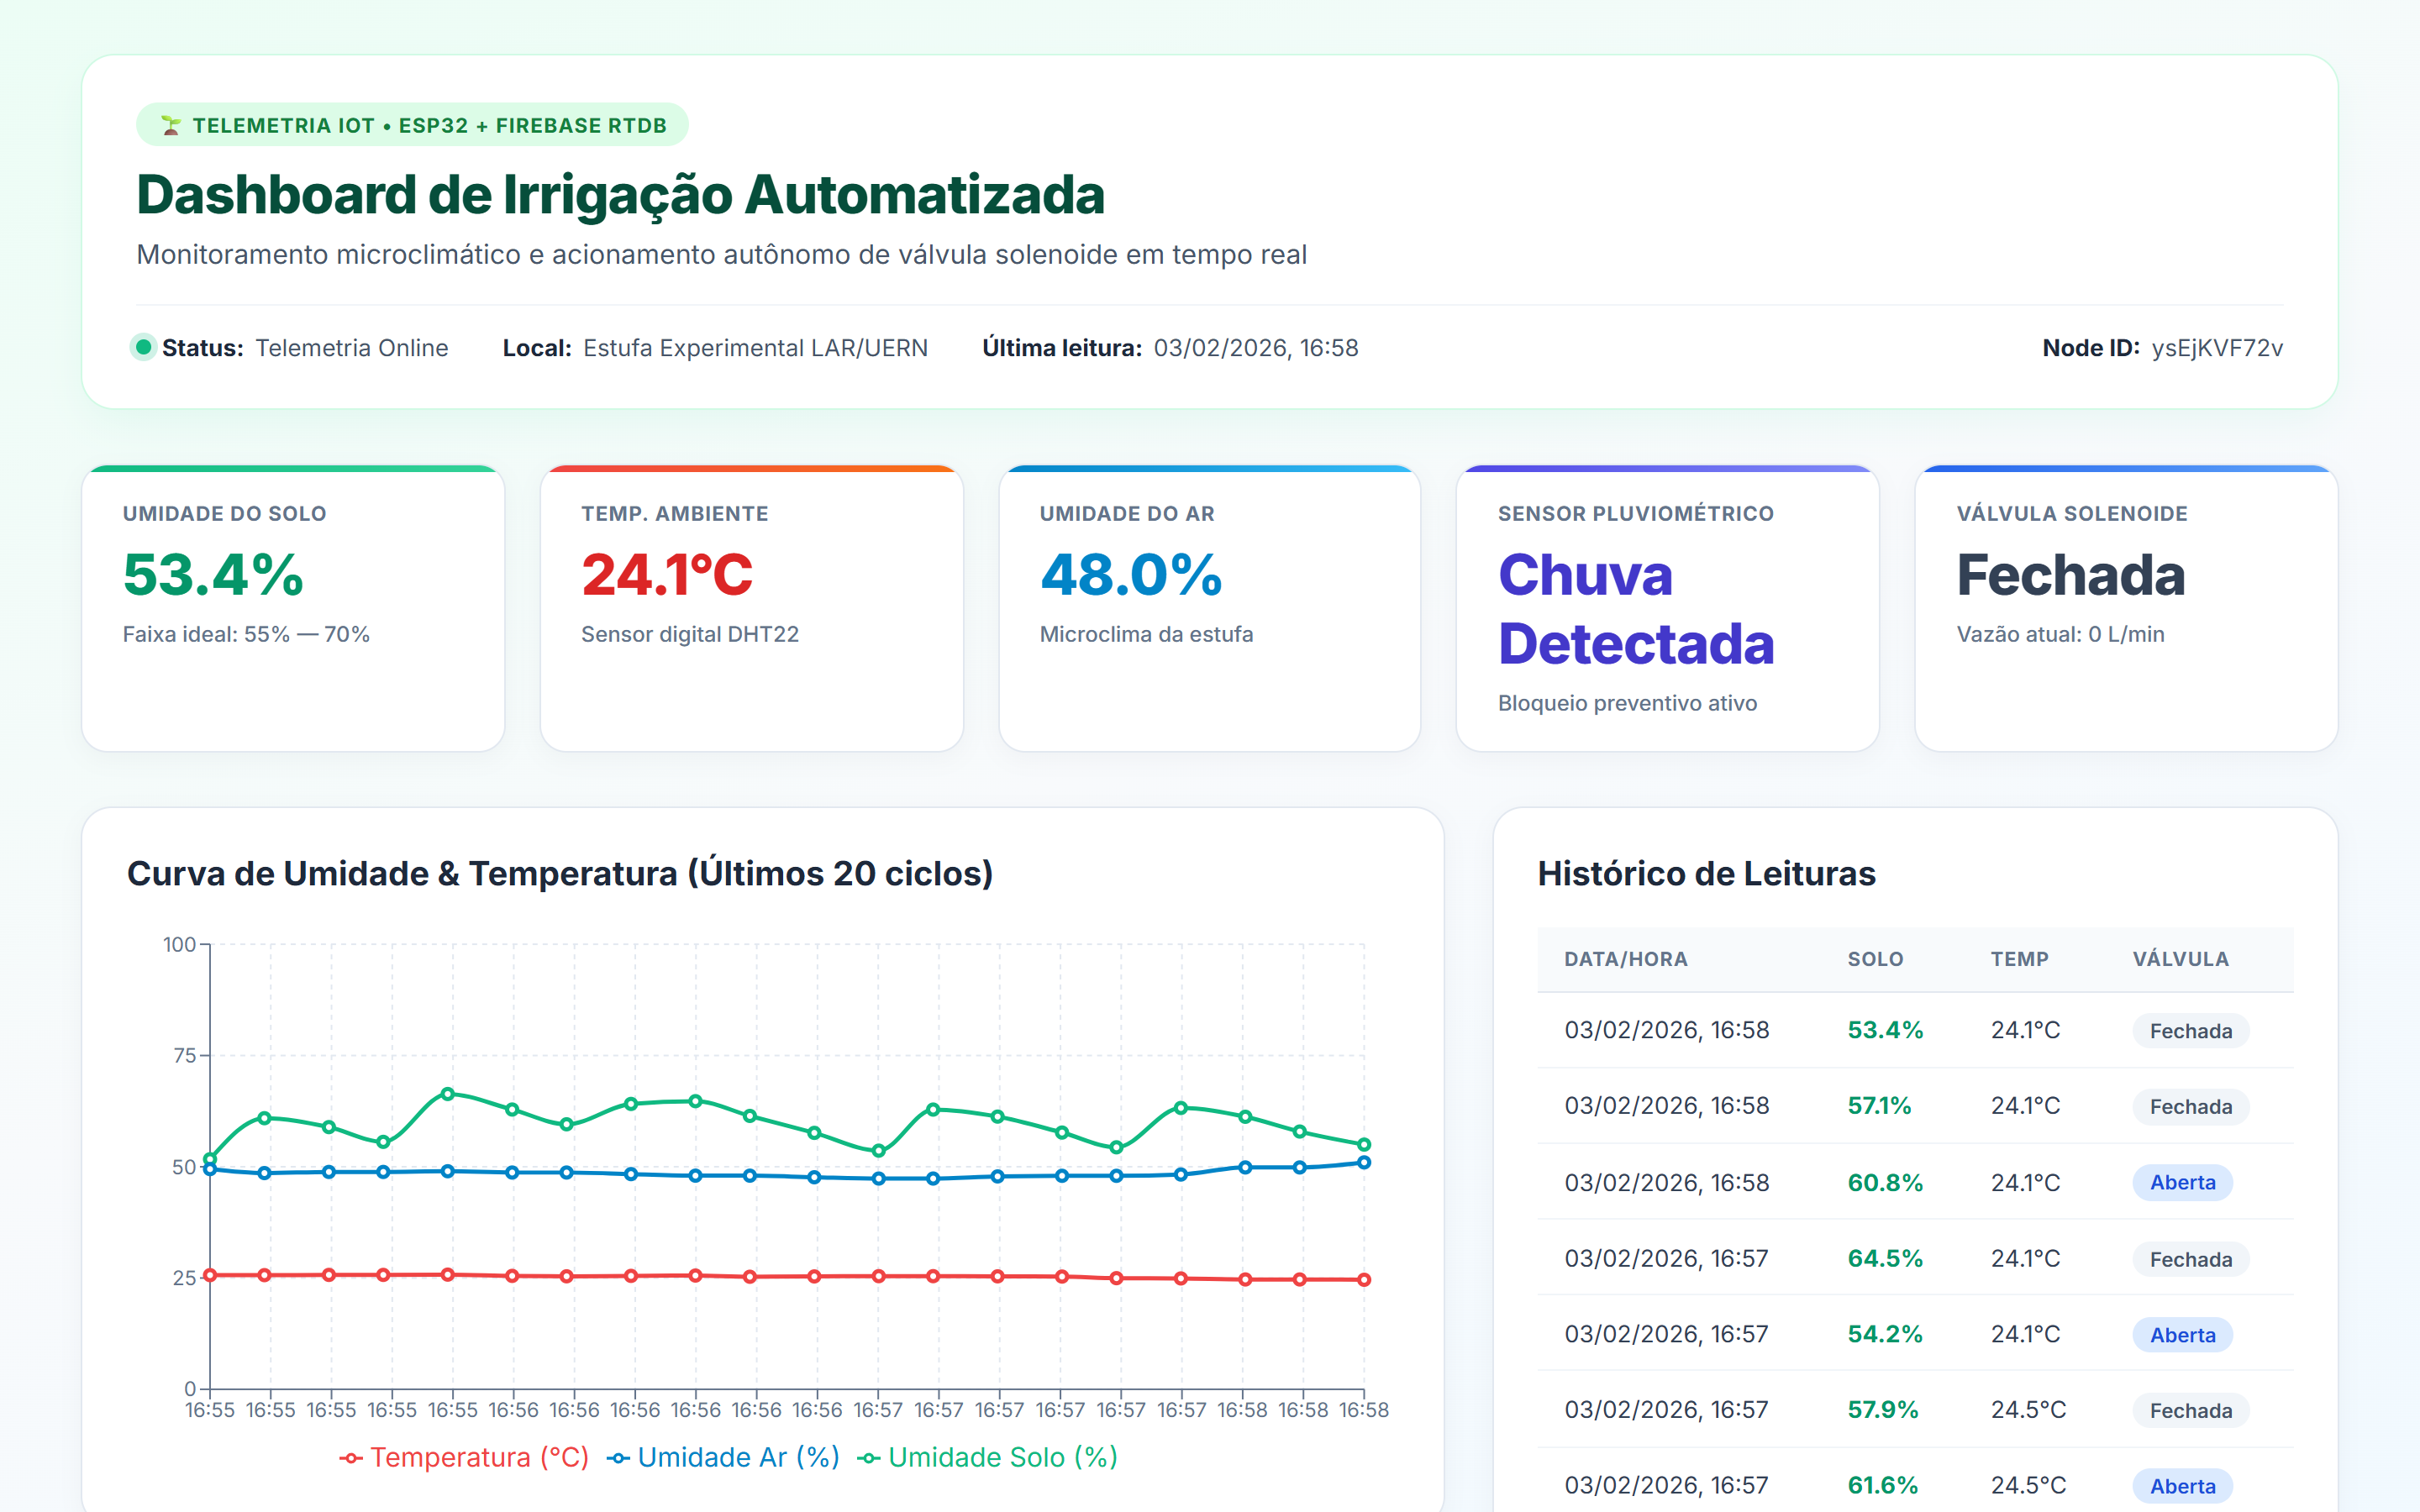 🌱 TELEMETRIA IOT • ESP32 + FIREBASE RTDB
Dashboard de Irrigação Automatizada
Monitoramento microclimático e acionamento autônomo de válvula solenoide em tempo real
Status: Telemetria Online Local: Estufa Experimental LAR/UERN Última leitura: 03/02/2026, 16:58 Node ID: ysEjKVF72v
UMIDADE DO SOLO
53.4%
Faixa ideal: 55% — 70%
TEMP. AMBIENTE
24.1°C
Sensor digital DHT22
UMIDADE DO AR
48.0%
Microclima da estufa
SENSOR PLUVIOMÉTRICO
Chuva
Detectada
Bloqueio preventivo ativo
VÁLVULA SOLENOIDE
Fechada
Vazão atual: 0 L/min
Curva de Umidade & Temperatura (Últimos 20 ciclos)
100
75
50
25
0
16:55 16:55 16:55 16:55 16:55 16:56 16:56 16:56 16:56 16:56 16:56 16:57 16:57 16:57 16:57 16:57 16:57 16:58 16:58 16:58
Temperatura (°C) Umidade Ar (%) Umidade Solo (%)
Histórico de Leituras
DATA/HORA SOLO TEMP VÁLVULA
03/02/2026, 16:58 53.4% 24.1°C Fechada
03/02/2026, 16:58 57.1% 24.1°C Fechada
03/02/2026, 16:58 60.8% 24.1°C Aberta
03/02/2026, 16:57 64.5% 24.1°C Fechada
03/02/2026, 16:57 54.2% 24.1°C Aberta
03/02/2026, 16:57 57.9% 24.5°C Fechada
03/02/2026, 16:57 61.6% 24.5°C Aberta